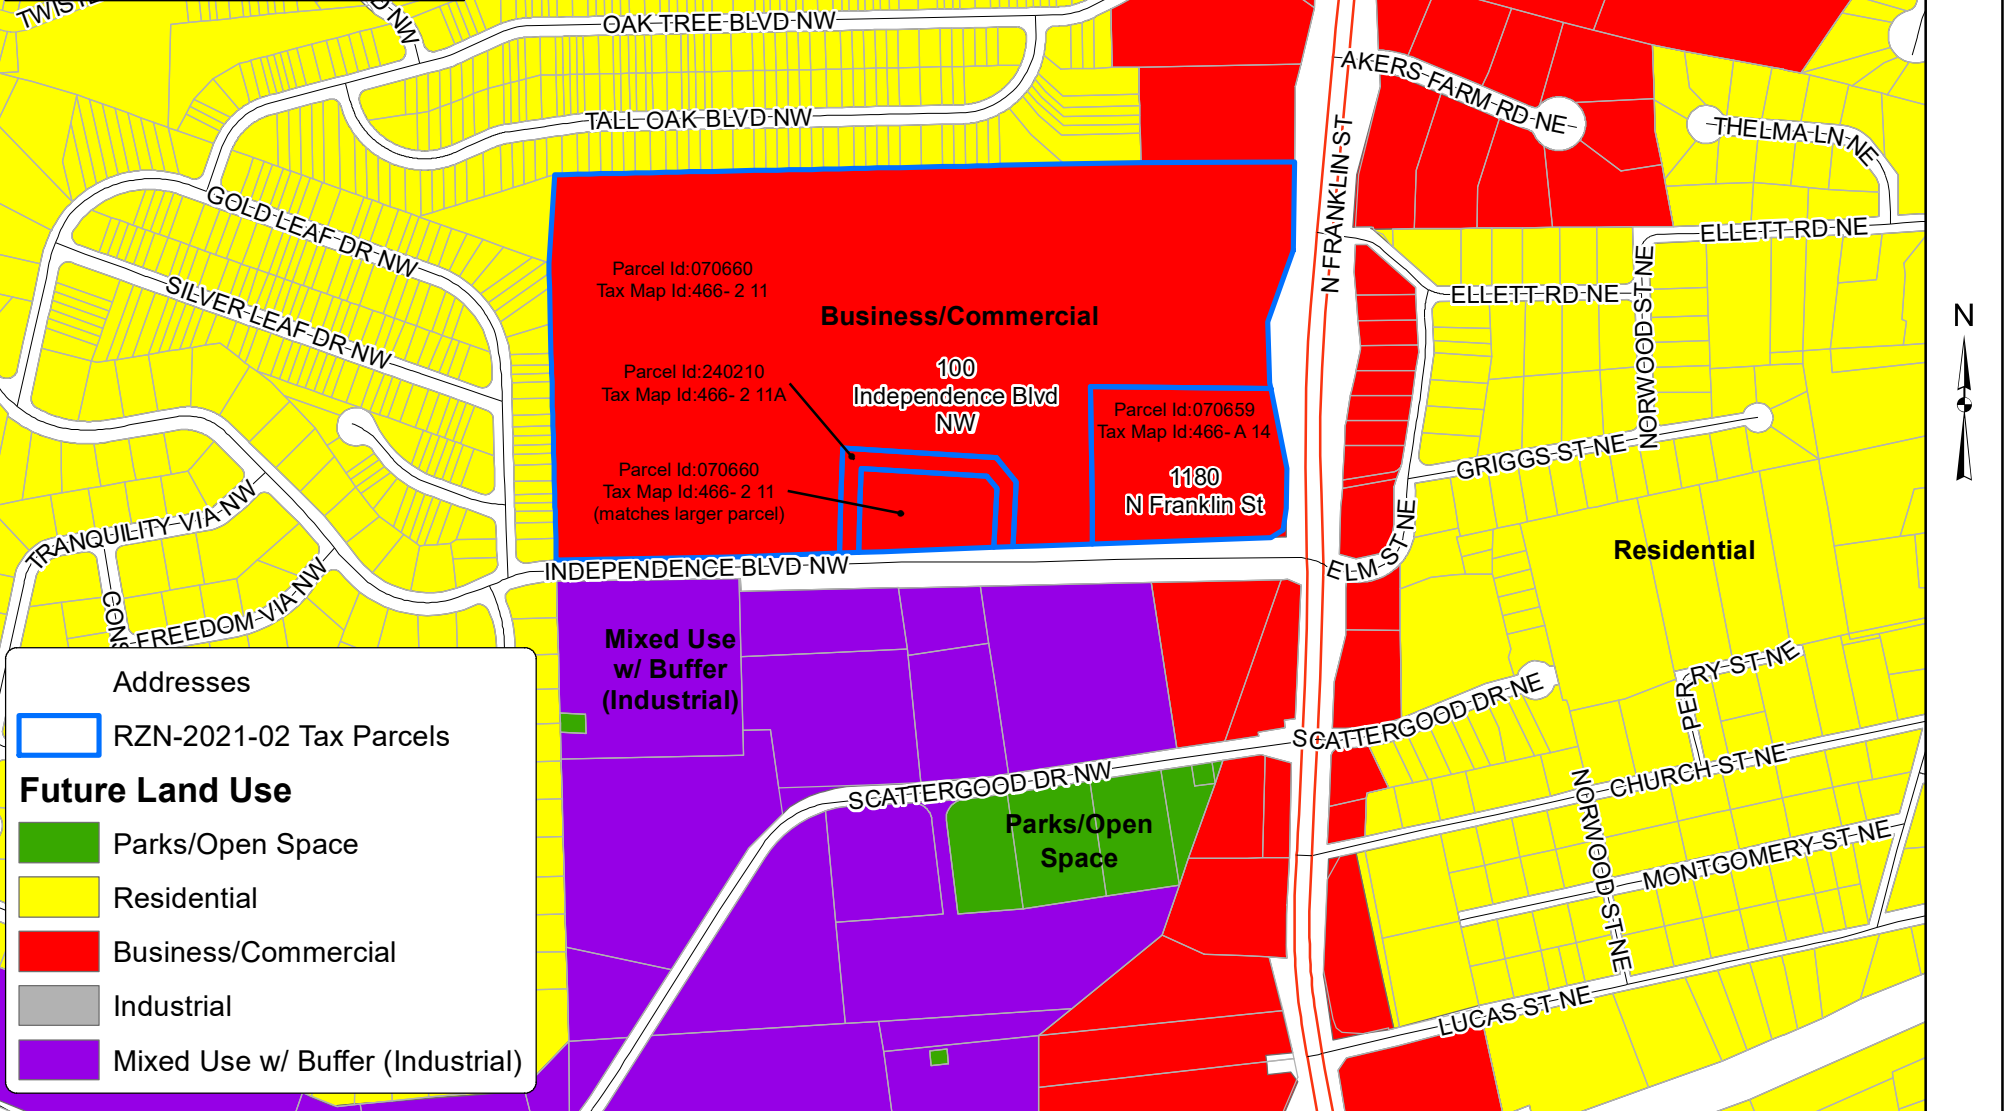 OAK TREE BLVD NW
D NW
AKERS FARM RD NE
TALL OAK BLVD NW
THELMA LN NE
N FRANKLIN ST
GOLD LEAF DR NW
ELLETT RD NE
SILVER LEAF DR NW
ELLETT RD NE
NORWOOD ST NE
Parcel Id:070660
Tax Map Id:466- 2 11
Business/Commercial
N
Parcel Id:240210
Tax Map Id:466- 2 11A
100
Independence Blvd
NW
Parcel Id:070659
Tax Map Id:466- A 14
Parcel Id:070660
Tax Map Id:466- 2 11
(matches larger parcel)
1180
N Franklin St
GRIGGS ST NE
TRANQUILITY VIA NW
INDEPENDENCE BLVD NW
ELM ST NE
Residential
FREEDOM VIA NW
CONS
Mixed Use
w/ Buffer
(Industrial)
PERRY ST NE
SCATTERGOOD DR NE
SCATTERGOOD DR NW
CHURCH ST NE
NORWOOD ST NE
MONTGOMERY ST NE
Parks/Open
Space
LUCAS ST NE
Addresses
RZN-2021-02 Tax Parcels
Future Land Use
Parks/Open Space
Residential
Business/Commercial
Industrial
Mixed Use w/ Buffer (Industrial)